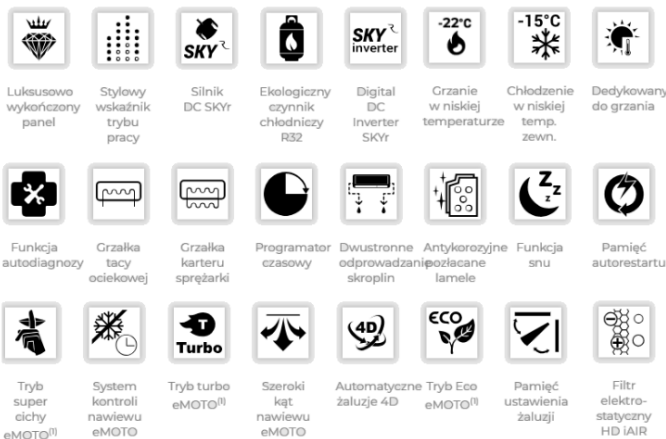 SKYr
SKY
inverter
-22°C
-15°C
Luksusowo
wykończony
panel
Stylowy
wskaźnik
trybu
pracy
Silnik
DC SKYr
Ekologiczny
czynnik
chłodniczy
R32
Digital
DC
Inverter
SKYr
Grzanie
w niskiej
temperaturze
Chłodzenie
w niskiej
temp.
zewn.
Dedykowany
do grzania
Zzz
Funkcja
autodiagnozy
Grzałka
tacy
ociekowej
Grzałka
karteru
sprężarki
Programator
czasowy
Dwustronne
odprowadzanie
skroplin
Antykorozyjne
pozłacane
lamele
Funkcja
snu
Pamięć
autorestartu
T
Turbo
4D
ECO
Tryb
super
cichy
eMOTO(1)
System
kontroli
nawiewu
eMOTO
Tryb turbo
eMOTO(1)
Szeroki
kąt
nawiewu
eMOTO
Automatyczne
żaluzje 4D
Tryb Eco
eMOTO(1)
Pamięć
ustawienia
żaluzji
Filtr
elektro-
statyczny
HD iAIR